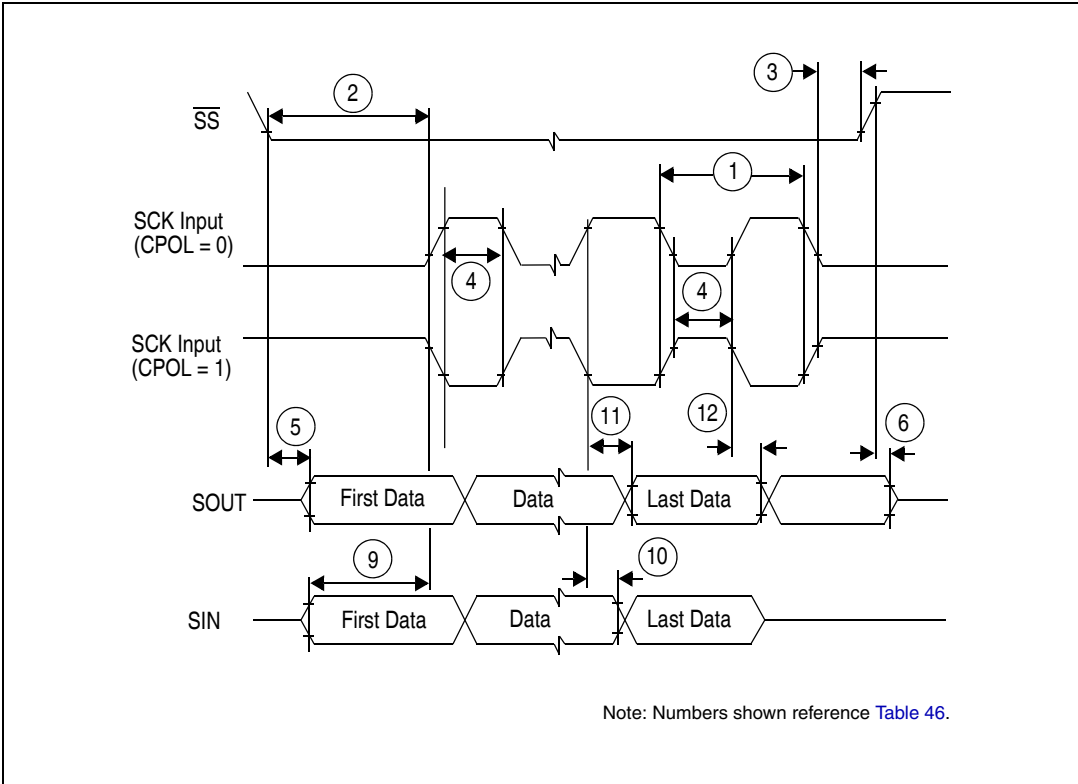 3
2
SS
1
SCK Input
(CPOL = 0)
4
4
SCK Input
(CPOL = 1)
5
11
12
6
SOUT
First Data
Data
Last Data
9
10
SIN
First Data
Data
Last Data
Note: Numbers shown reference Table 46.